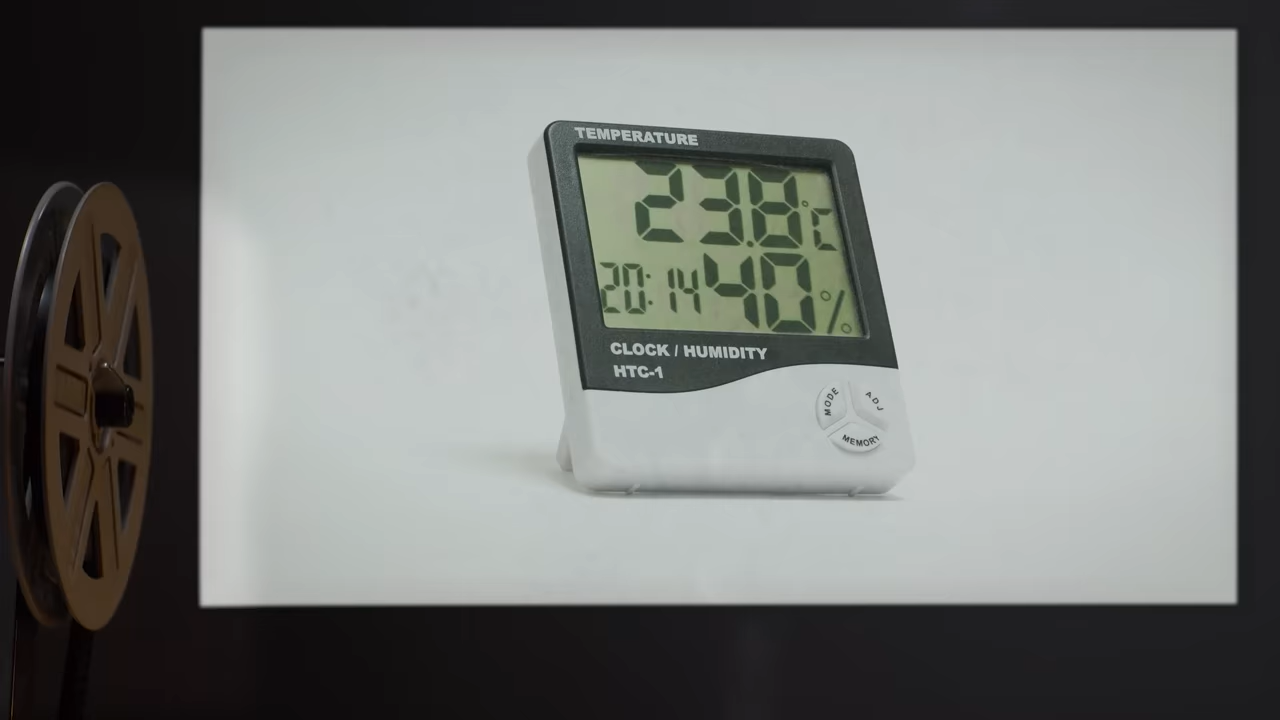 TEMPERATURE
23.8°C
20:14 40%
CLOCK / HUMIDITY
HTC-1
MODE
ADJ
MEMORY